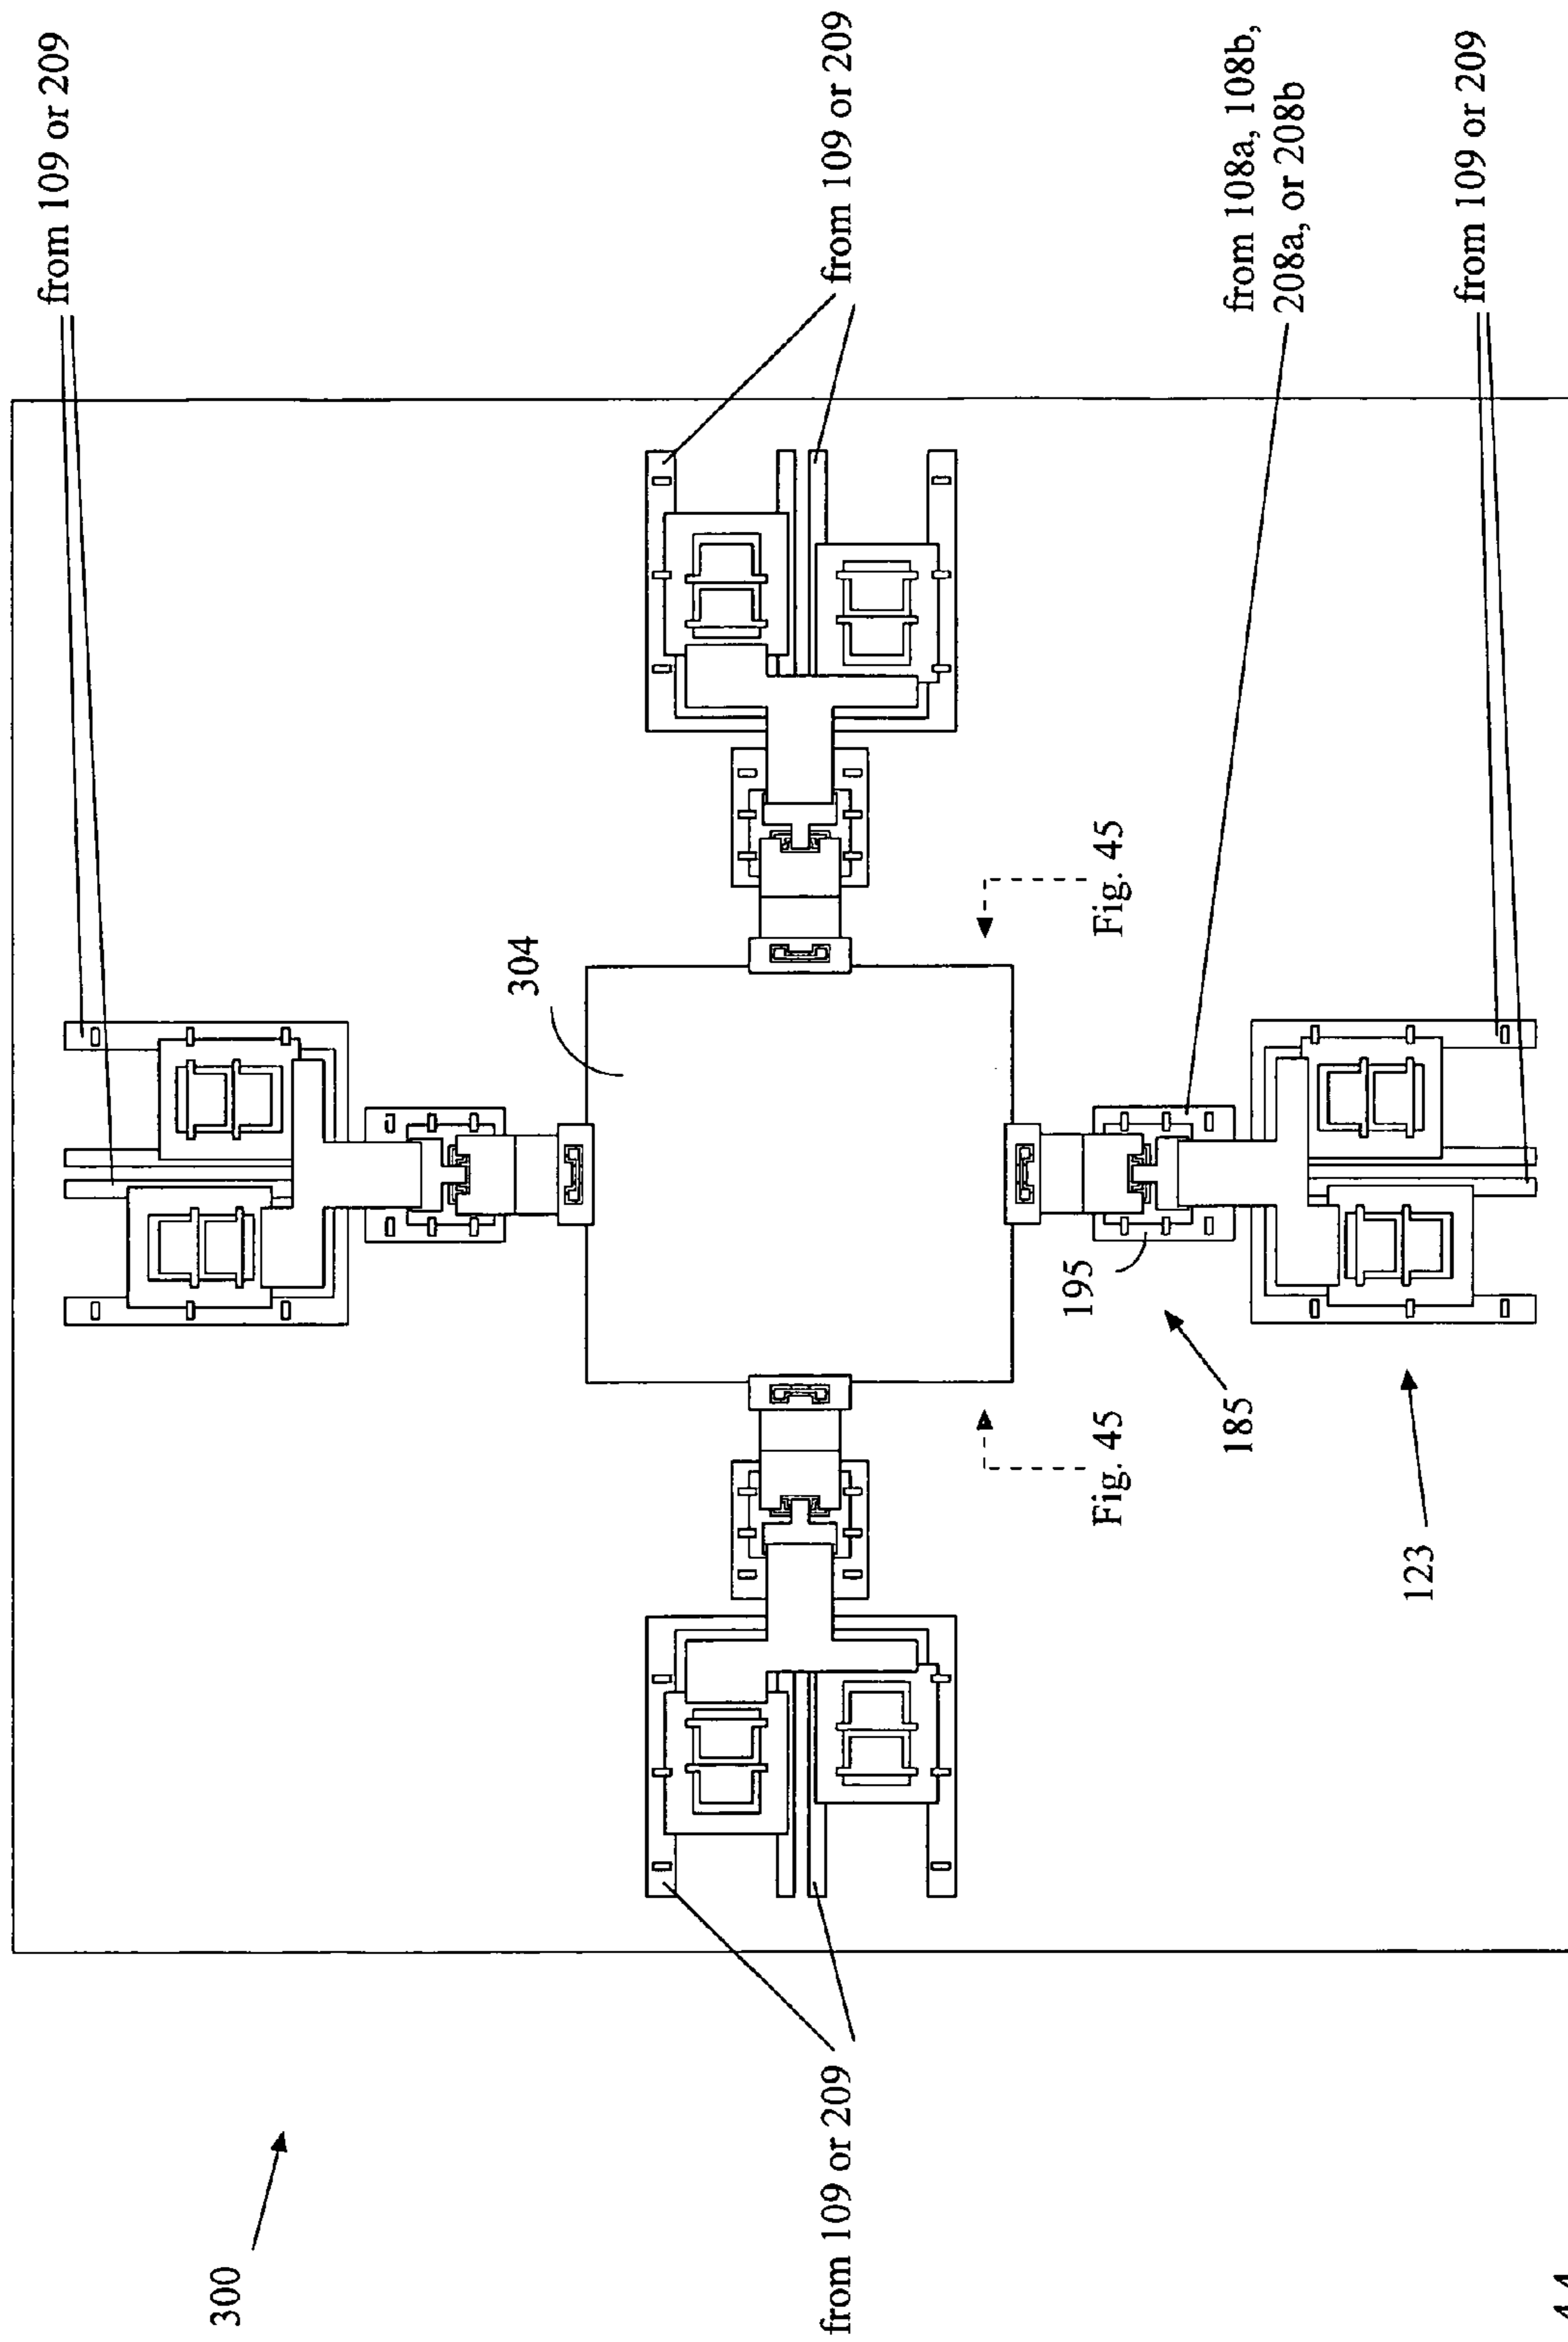 from 109 or 209
from 109 or 209
from 108a, 108b,
208a, or 208b
from 109 or 209
304
Fig. 45
195
Fig. 45
185
123
from 109 or 209
300